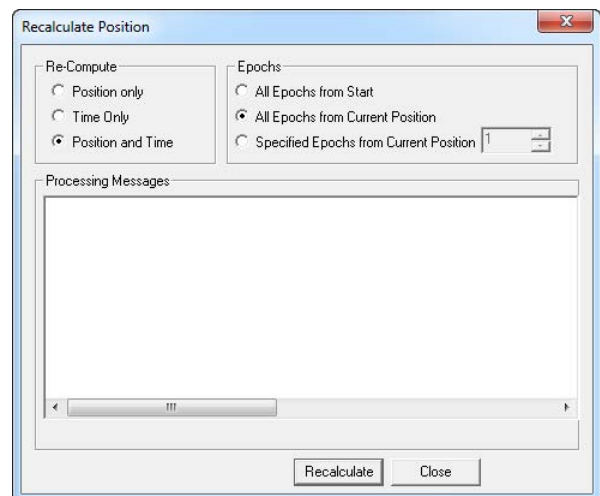 Recalculate Position
Re-Compute
Position only
Time Only
Position and Time
Epochs
All Epochs from Start
All Epochs from Current Position
Specified Epochs from Current Position 1
Processing Messages
Recalculate Close